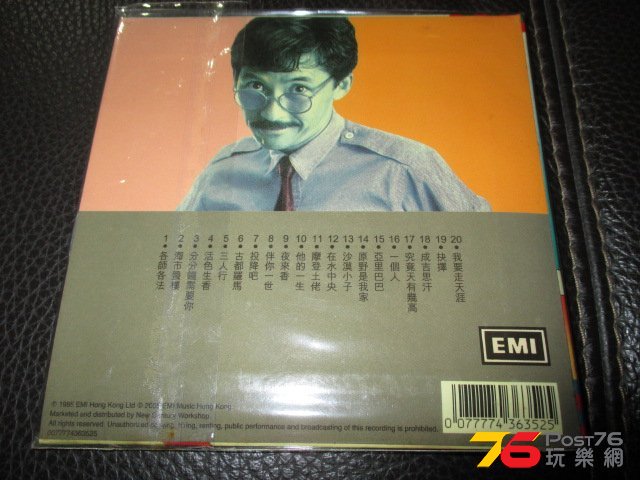 1 ● 各師各法
2 ● 海市蜃樓
3 ● 分分鐘需要你
4 ● 活色生香
5 ● 三人行
6 ● 古都羅馬
7 ● 投降吧
8 ● 伴你一世
9 ● 夜來香
10 ● 他的一生
11 ● 摩登土佬
12 ● 在水中央
13 ● 沙漠小子
14 ● 原野是我家
15 ● 亞里巴巴
16 ● 一個人
17 ● 究竟天有幾高
18 ● 成吉思汗
19 ● 抉擇
20 ● 我要走天涯
EMI
© 1985 EMI Hong Kong Ltd © 2005 EMI Music Hong Kong.
Marketed and distributed by New Century Workshop.
All rights reserved. Unauthorized copying, hiring, renting, public performance and broadcasting of this recording is prohibited.
0077774363525
0 077774 363525
76 Post76
玩樂網